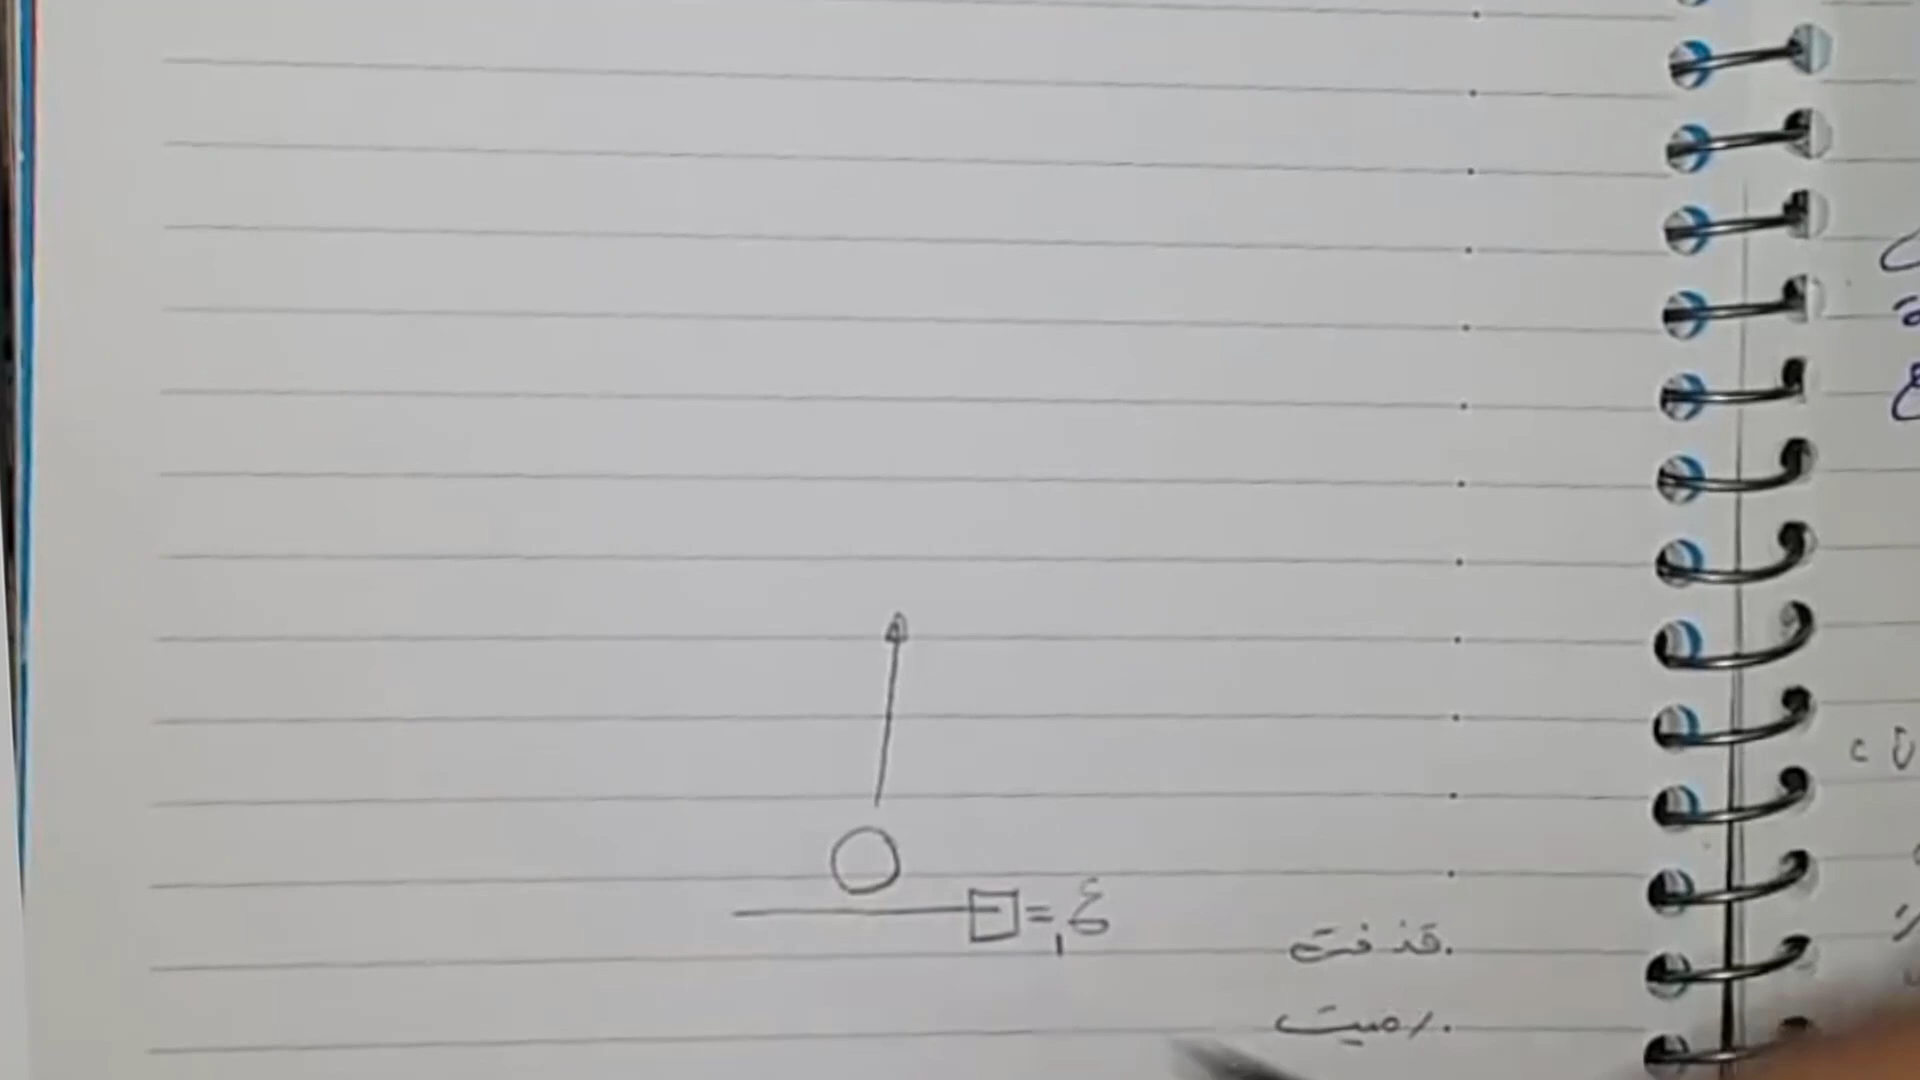 ع١ = □
قذفت.
رميت.